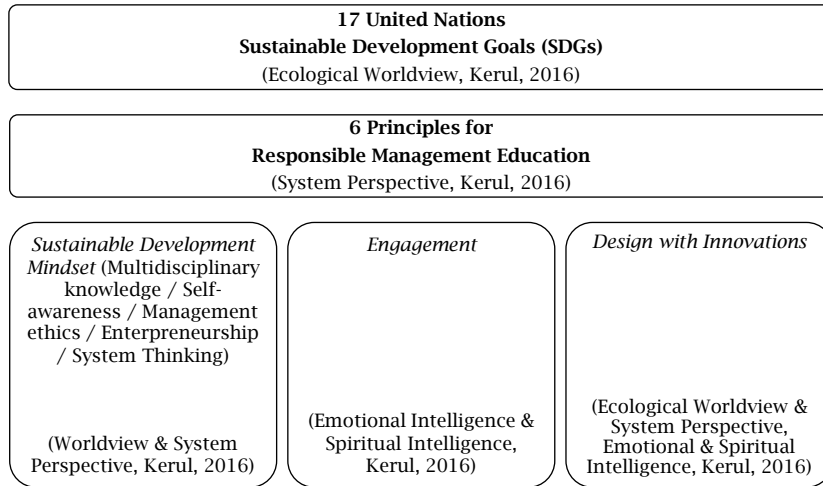 17 United Nations
Sustainable Development Goals (SDGs)
(Ecological Worldview, Kerul, 2016)
6 Principles for
Responsible Management Education
(System Perspective, Kerul, 2016)
Sustainable Development
Mindset (Multidisciplinary
knowledge / Self-
awareness / Management
ethics / Enterpreneurship
/ System Thinking)
(Worldview & System
Perspective, Kerul, 2016)
Engagement
(Emotional Intelligence &
Spiritual Intelligence,
Kerul, 2016)
Design with Innovations
(Ecological Worldview &
System Perspective,
Emotional & Spiritual
Intelligence, Kerul, 2016)